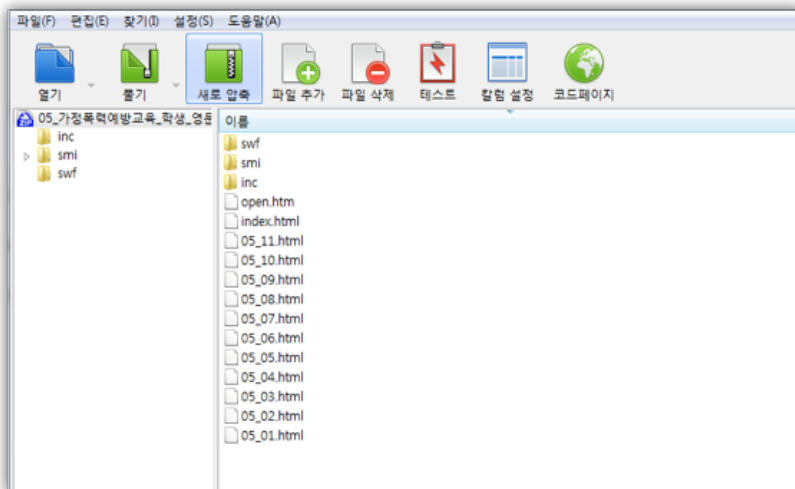 파일(F) 편집(E) 찾기(I) 설정(S) 도움말(A)
열기 풀기 새로 압축 파일 추가 파일 삭제 테스트 칼럼 설정 코드페이지
05_가정폭력예방교육_학생_영문
inc
smi
swf
이름
swf
smi
inc
open.htm
index.html
05_11.html
05_10.html
05_09.html
05_08.html
05_07.html
05_06.html
05_05.html
05_04.html
05_03.html
05_02.html
05_01.html